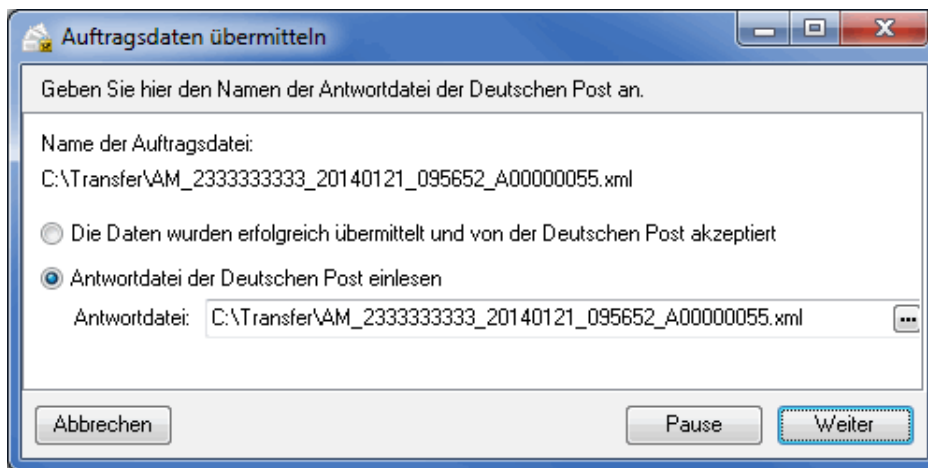 Auftragsdaten übermitteln
Geben Sie hier den Namen der Antwortdatei der Deutschen Post an.
Name der Auftragsdatei:
C:\Transfer\AM_2333333333_20140121_095652_A00000055.xml
Die Daten wurden erfolgreich übermittelt und von der Deutschen Post akzeptiert
Antwortdatei der Deutschen Post einlesen
Antwortdatei: C:\Transfer\AM_2333333333_20140121_095652_A00000055.xml ...
Abbrechen Pause Weiter